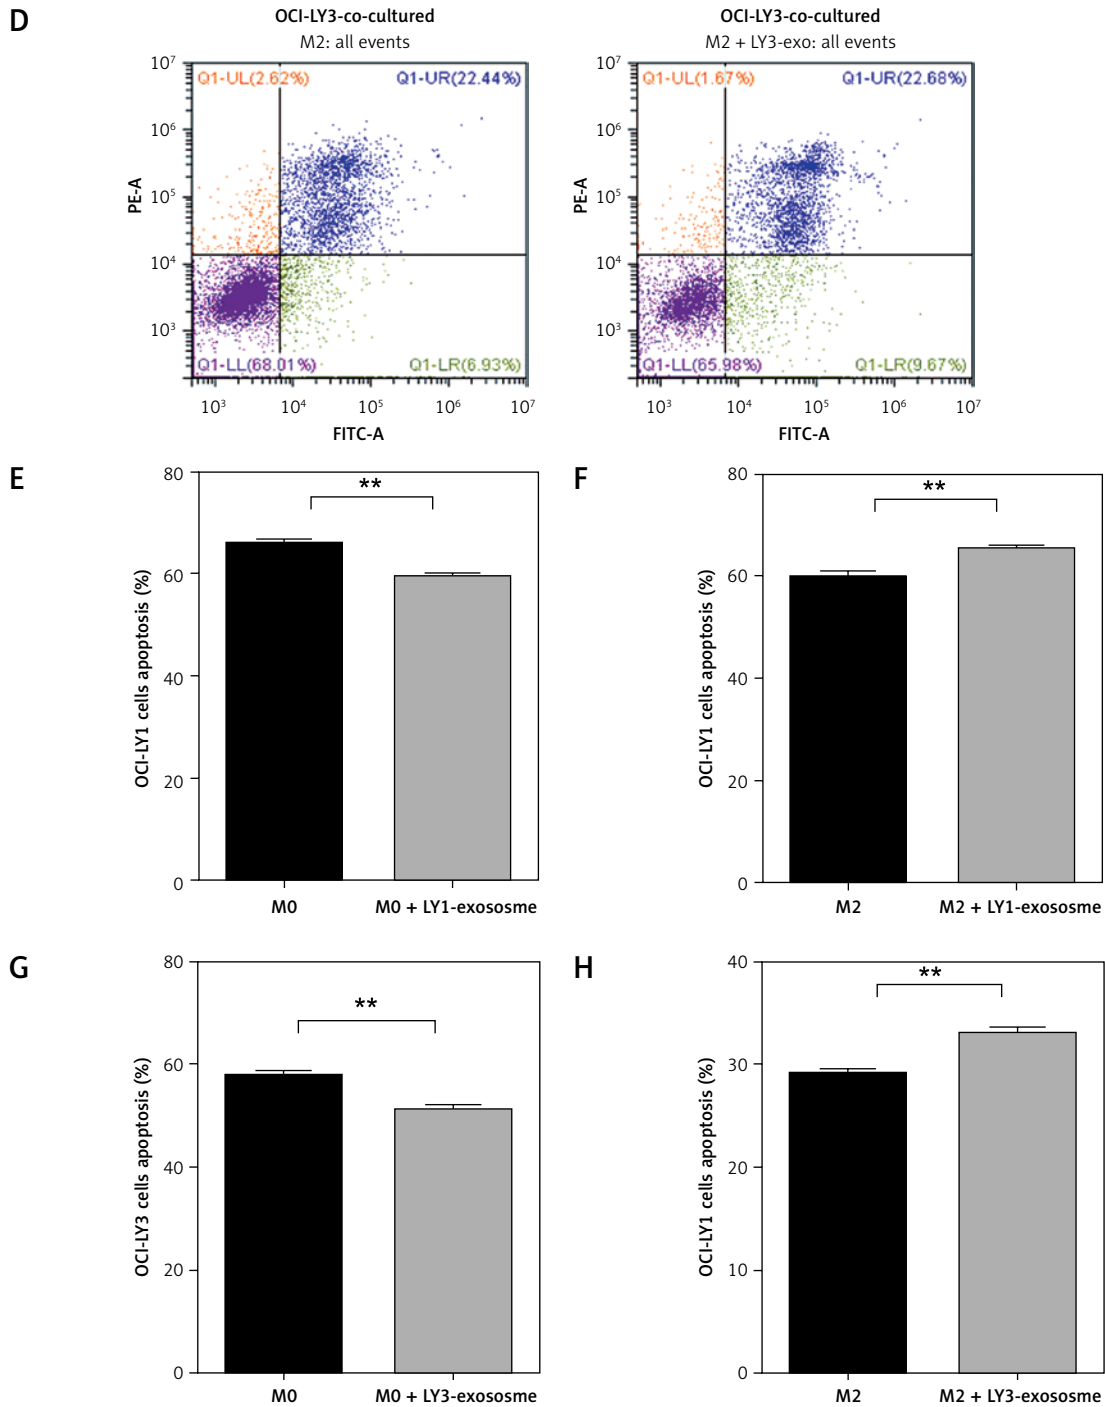 D
OCI-LY3-co-cultured
M2: all events
10⁷
10⁶
10⁵
10⁴
10³
PE-A
Q1-UL(2.62%)
Q1-UR(22.44%)
Q1-LL(68.01%)
Q1-LR(6.93%)
10³ 10⁴ 10⁵ 10⁶ 10⁷
FITC-A
OCI-LY3-co-cultured
M2 + LY3-exo: all events
10⁷
10⁶
10⁵
10⁴
10³
PE-A
Q1-UL(1.67%)
Q1-UR(22.68%)
Q1-LL(65.98%)
Q1-LR(9.67%)
10³ 10⁴ 10⁵ 10⁶ 10⁷
FITC-A
E
80
60
40
20
0
OCI-LY1 cells apoptosis (%)
**
M0
M0 + LY1-exososme
F
80
60
40
20
0
OCI-LY1 cells apoptosis (%)
**
M2
M2 + LY1-exososme
G
80
60
40
20
0
OCI-LY3 cells apoptosis (%)
**
M0
M0 + LY3-exososme
H
40
30
20
10
0
OCI-LY1 cells apoptosis (%)
**
M2
M2 + LY3-exososme